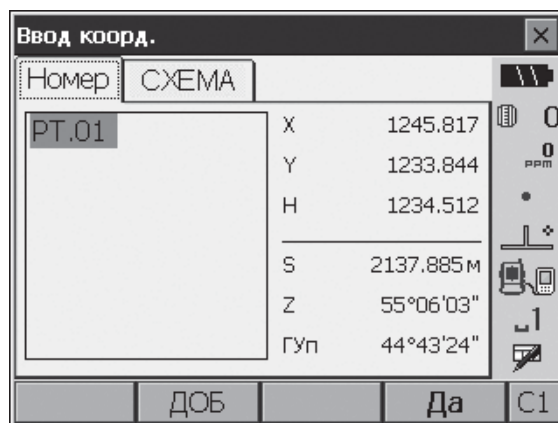 Ввод коорд.
Номер СХЕМА
PT.01
X 1245.817
Y 1233.844
H 1234.512
S 2137.885м
Z 55°06'03"
ГУп 44°43'24"
0
0
PPM
1
ДОБ Да C1